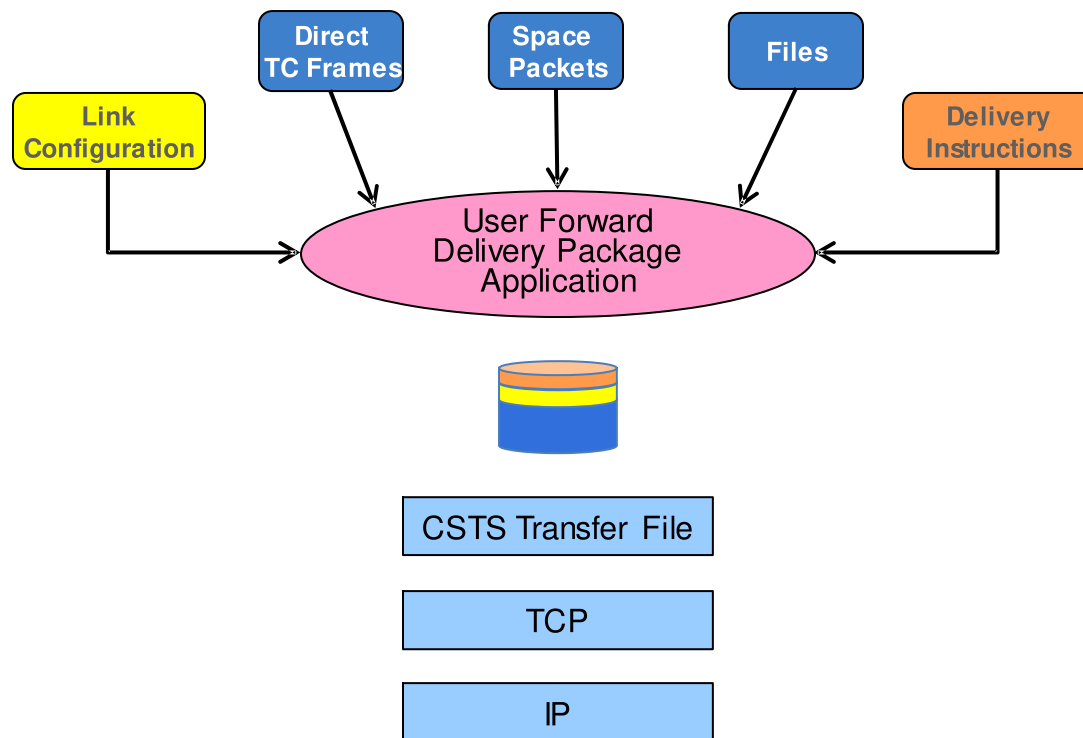 Direct
TC Frames
Space
Packets
Files
Link
Configuration
Delivery
Instructions
User Forward
Delivery Package
Application
CSTS Transfer File
TCP
IP